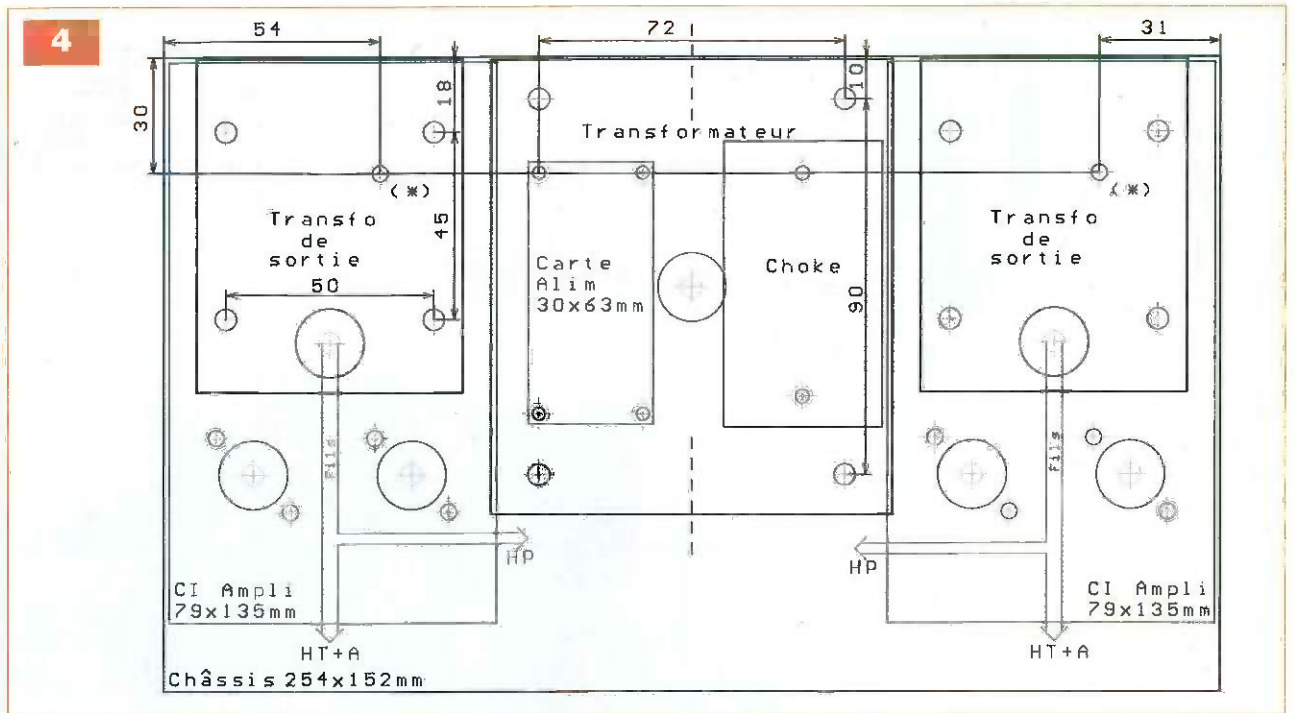 4
54
72
31
30
18
10
Transformateur
(*)
(*)
Transfo
de
sortie
45
50
Carte
Alim
30x63mm
Choke
90
Transfo
de
sortie
Fils
Fils
HP
HP
CI Ampli
79x135mm
CI Ampli
79x135mm
HT+A
HT+A
Châssis 254x152mm